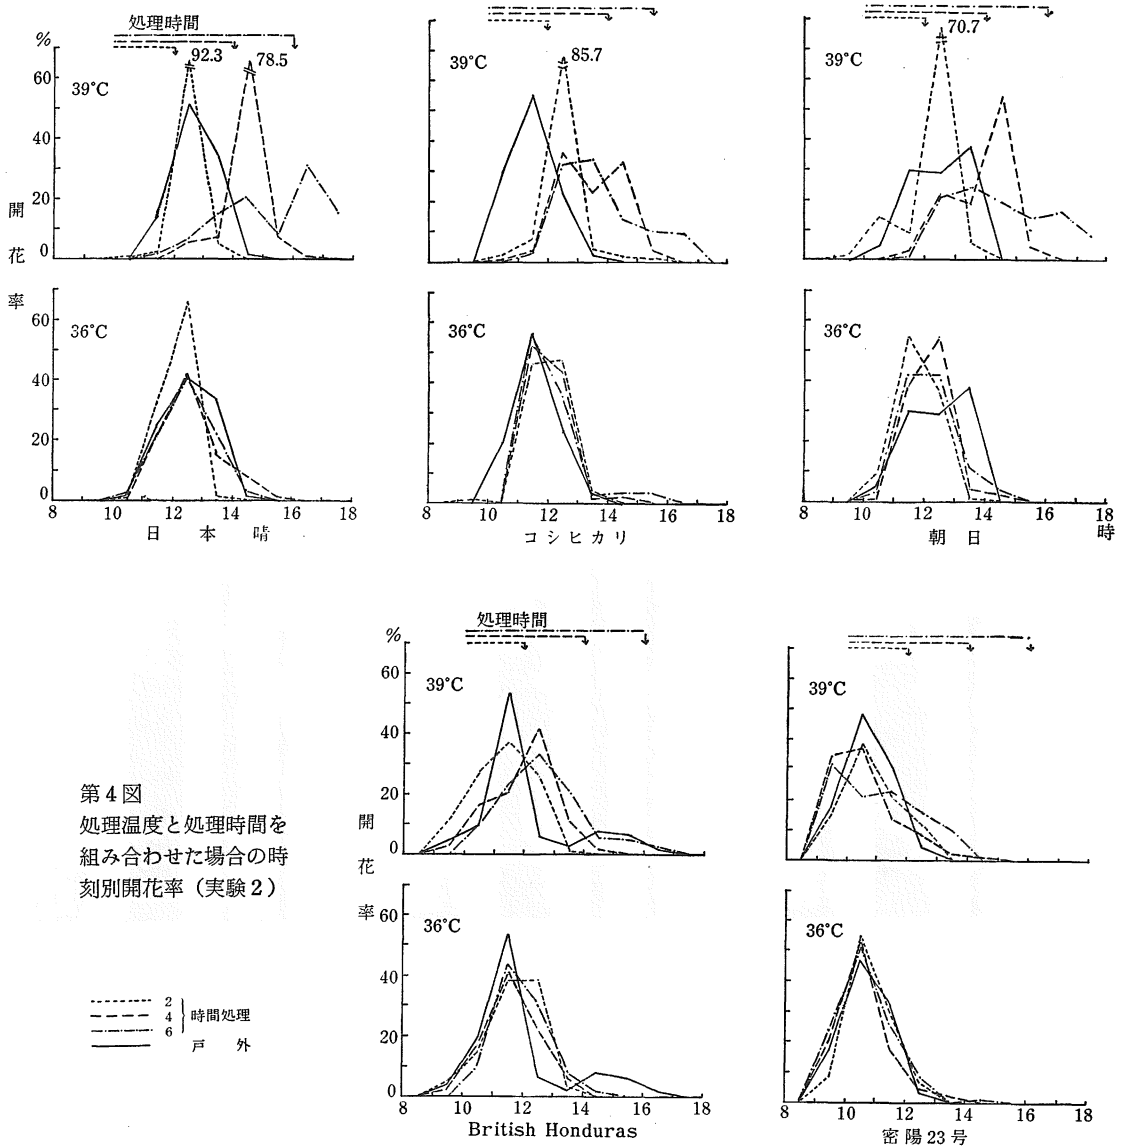 処理時間
%
92.3
78.5
39°C
60
40
20
0
開花率
39°C
85.7
39°C
70.7
36°C
60
40
20
0
8 10 12 14 16 18
日本晴
36°C
8 10 12 14 16 18
コシヒカリ
36°C
8 10 12 14 16 18
時
朝日
処理時間
%
39°C
60
40
20
0
開花率
39°C
36°C
60
40
20
0
8 10 12 14 16 18
British Honduras
36°C
8 10 12 14 16 18
密陽23号
第4図
処理温度と処理時間を
組み合わせた場合の時
刻別開花率（実験2）
2
4 時間処理
6
戸外